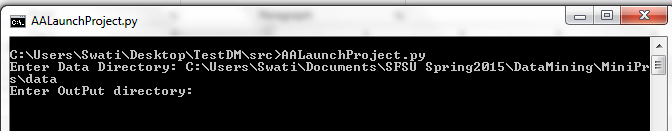 AALaunchProject.py
C:\Users\Swati\Desktop\TestDM\src>AALaunchProject.py
Enter Data Directory: C:\Users\Swati\Documents\SFSU Spring2015\DataMining\MiniPr
s\data
Enter OutPut directory: